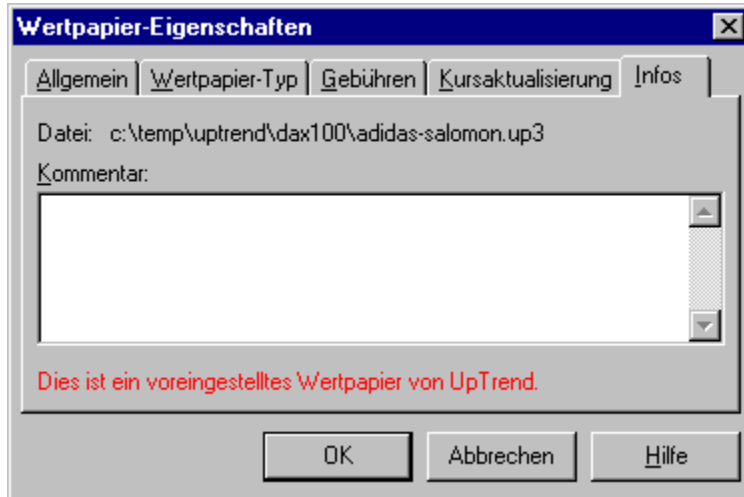 Wertpapier-Eigenschaften
Allgemein Wertpapier-Typ Gebühren Kursaktualisierung Infos
Datei: c:\temp\uptrend\dax100\adidas-salomon.up3
Kommentar:
Dies ist ein voreingestelltes Wertpapier von UpTrend.
OK Abbrechen Hilfe